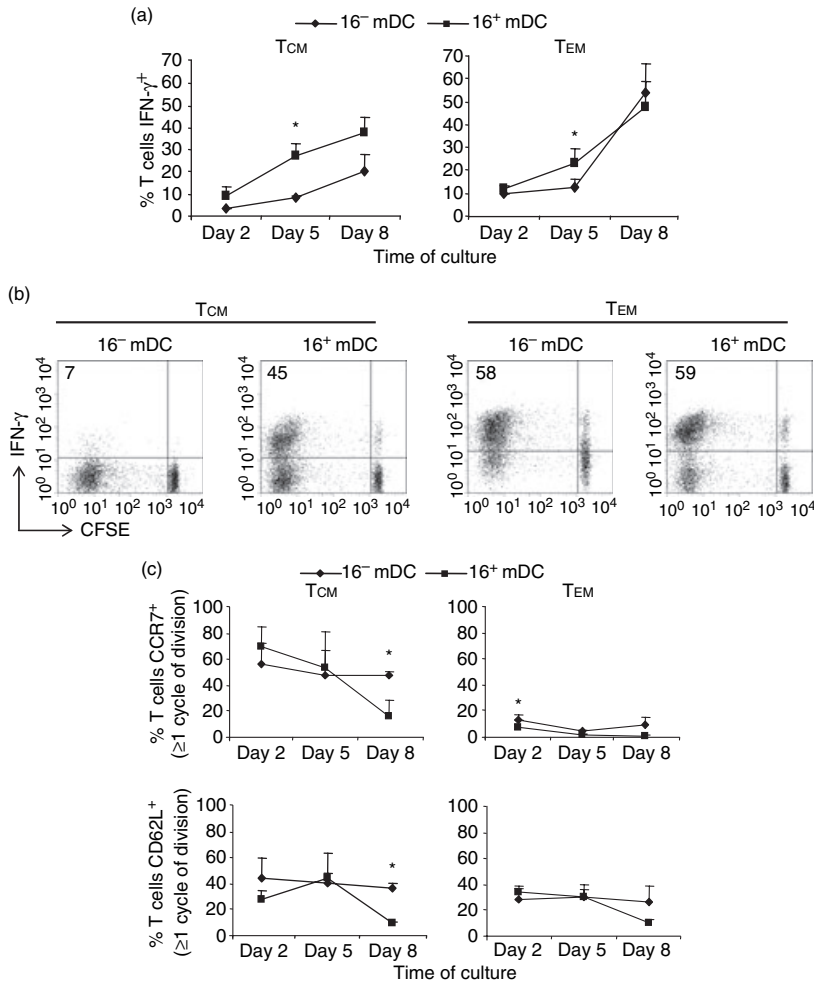 (a)
16⁻ mDC 16⁺ mDC
TCM TEM
% T cells IFN-γ⁺
70 60 50 40 30 20 10 0
*
Day 2 Day 5 Day 8
70 60 50 40 30 20 10 0
*
Day 2 Day 5 Day 8
Time of culture
(b)
TCM TEM
16⁻ mDC 16⁺ mDC 16⁻ mDC 16⁺ mDC
7 45 58 59
IFN-γ
10⁰ 10¹ 10² 10³ 10⁴
10⁰ 10¹ 10² 10³ 10⁴
10⁰ 10¹ 10² 10³ 10⁴
10⁰ 10¹ 10² 10³ 10⁴
10⁰ 10¹ 10² 10³ 10⁴ 10⁰ 10¹ 10² 10³ 10⁴ 10⁰ 10¹ 10² 10³ 10⁴ 10⁰ 10¹ 10² 10³ 10⁴
CFSE
(c)
16⁻ mDC 16⁺ mDC
TCM TEM
% T cells CCR7⁺
(≥1 cycle of division)
100 80 60 40 20 0
*
Day 2 Day 5 Day 8
100 80 60 40 20 0
*
Day 2 Day 5 Day 8
% T cells CD62L⁺
(≥1 cycle of division)
100 80 60 40 20 0
*
Day 2 Day 5 Day 8
100 80 60 40 20 0
Day 2 Day 5 Day 8
Time of culture